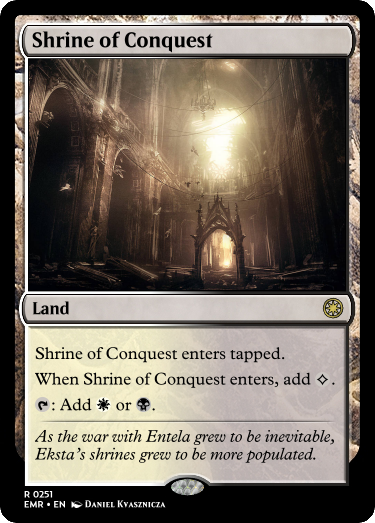 Shrine of Conquest
Land
Shrine of Conquest enters tapped.
When Shrine of Conquest enters, add ◇.
: Add or .
As the war with Entela grew to be inevitable,
Eksta's shrines grew to be more populated.
R 0251
EMR • EN Daniel Kvasznicza